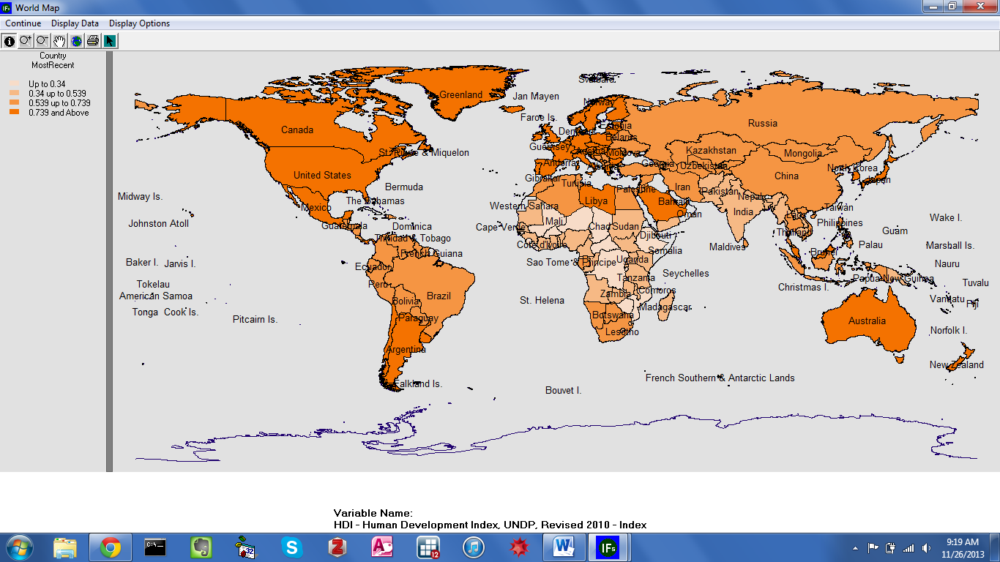 IFs World Map
Continue Display Data Display Options
Country
MostRecent
Up to 0.34
0.34 up to 0.539
0.539 up to 0.739
0.739 and Above
Svalbard
Greenland
Jan Mayen
Norway
Faroe Is.
Russia
Canada
Estonia
Belarus
Guernsey
Austria
Moldova
Kazakhstan
Mongolia
St. Pierre & Miquelon
Andorra
Albania
Georgia
Uzbekistan
North Korea
United States
Gibraltar
Tunisia
China
Japan
Bermuda
Palestine
Iran
Pakistan
Nepal
Midway Is.
The Bahamas
Western Sahara
Libya
Bahrain
Mexico
India
Laos
Taiwan
Oman
Wake I.
Johnston Atoll
Guatemala
Dominica
Cape Verde
Mali
Chad
Sudan
Philippines
Guam
Trinidad & Tobago
Djibouti
Thailand
Cote d'Ivoire
Maldives
Palau
Marshall Is.
French Guiana
Somalia
Brunei
Baker I.
Jarvis I.
Ecuador
Sao Tome & Principe
Uganda
Nauru
Seychelles
Tanzania
Papua New Guinea
Tokelau
Peru
Christmas I.
Tuvalu
American Samoa
Brazil
Zambia
Comoros
St. Helena
Bolivia
Vanuatu
Fiji
Tonga
Cook Is.
Madagascar
Pitcairn Is.
Paraguay
Botswana
Australia
Lesotho
Norfolk I.
Argentina
New Zealand
French Southern & Antarctic Lands
Falkland Is.
Bouvet I.
Variable Name:
HDI - Human Development Index, UNDP, Revised 2010 - Index
9:19 AM
11/26/2013